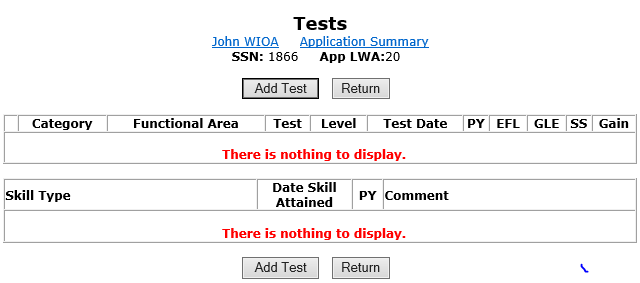 Tests
John WIOA Application Summary
SSN: 1866 App LWA:20
Add Test Return
Category Functional Area Test Level Test Date PY EFL GLE SS Gain
There is nothing to display.
Skill Type Date Skill Attained PY Comment
There is nothing to display.
Add Test Return